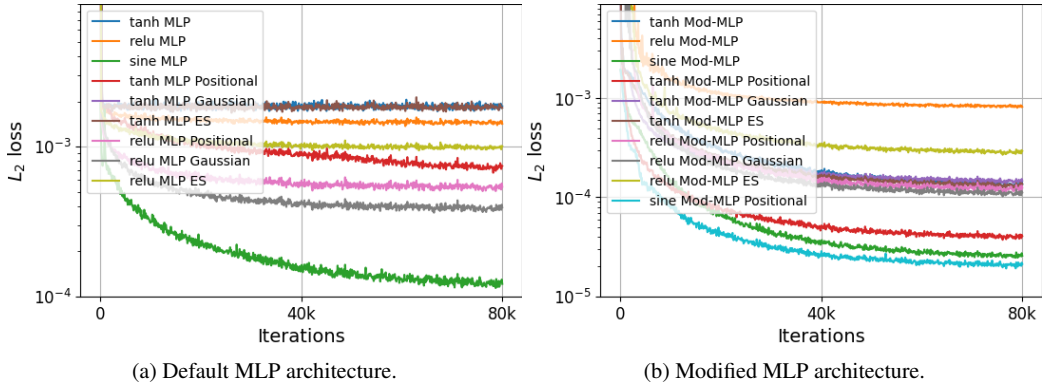 tanh MLP
relu MLP
sine MLP
tanh MLP Positional
tanh MLP Gaussian
tanh MLP ES
relu MLP Positional
relu MLP Gaussian
relu MLP ES
10⁻³
10⁻⁴
L₂ loss
0
40k
80k
Iterations
(a) Default MLP architecture.
tanh Mod-MLP
relu Mod-MLP
sine Mod-MLP
tanh Mod-MLP Positional
tanh Mod-MLP Gaussian
tanh Mod-MLP ES
relu Mod-MLP Positional
relu Mod-MLP Gaussian
relu Mod-MLP ES
sine Mod-MLP Positional
10⁻³
10⁻⁴
10⁻⁵
L₂ loss
0
40k
80k
Iterations
(b) Modified MLP architecture.